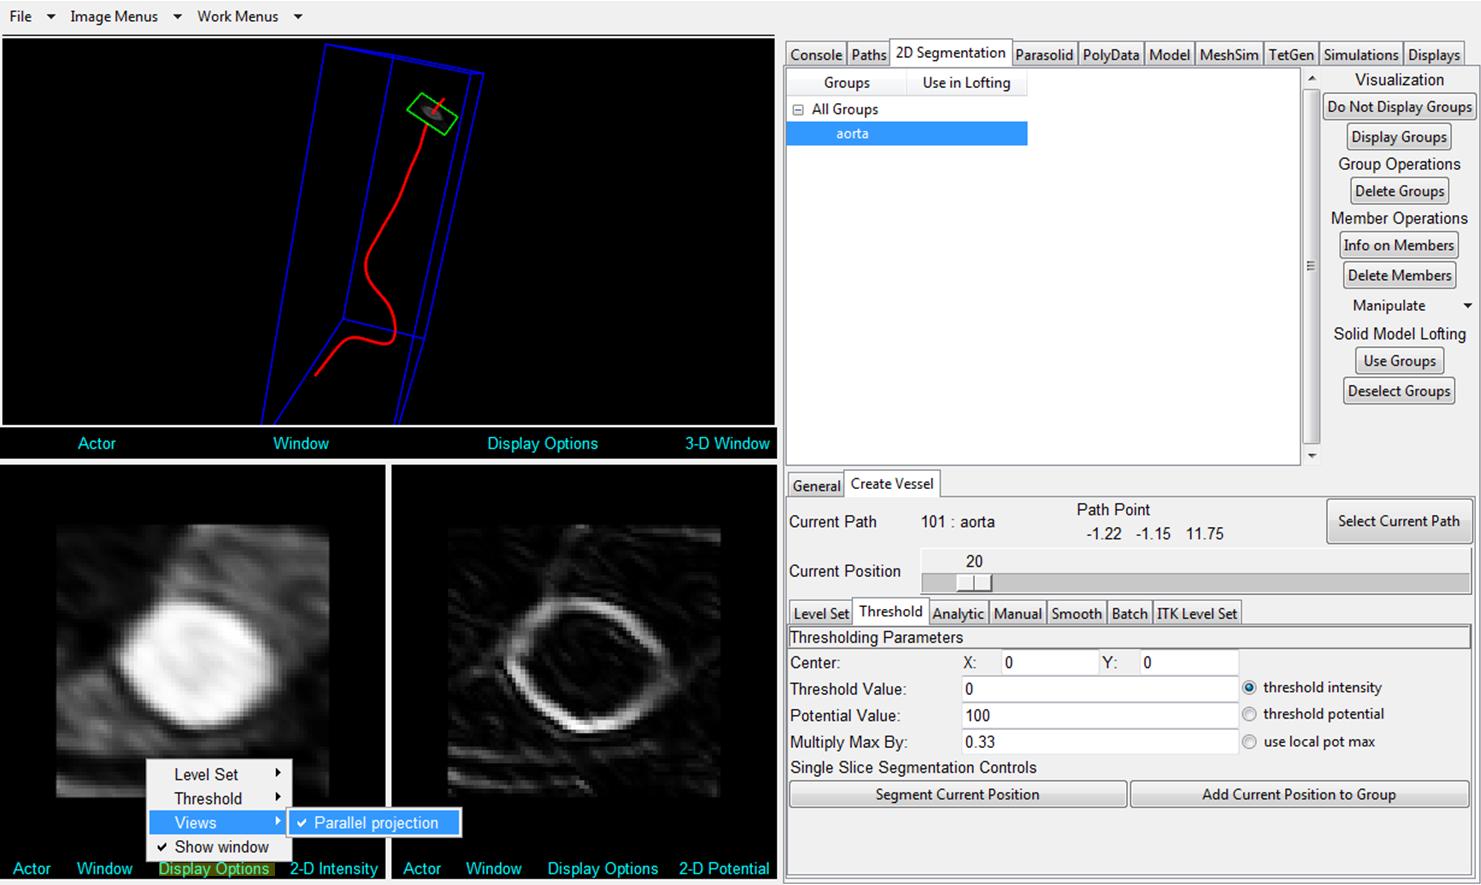 File Image Menus Work Menus
Console Paths 2D Segmentation Parasolid PolyData Model MeshSim TetGen Simulations Displays
Groups Use in Lofting
All Groups
aorta
Visualization
Do Not Display Groups
Display Groups
Group Operations
Delete Groups
Member Operations
Info on Members
Delete Members
Manipulate
Solid Model Lofting
Use Groups
Deselect Groups
Actor Window Display Options 3-D Window
General Create Vessel
Current Path 101 : aorta
Path Point
-1.22 -1.15 11.75
Select Current Path
Current Position 20
Level Set Threshold Analytic Manual Smooth Batch ITK Level Set
Thresholding Parameters
Center: X: 0 Y: 0
Threshold Value: 0 threshold intensity
Potential Value: 100 threshold potential
Multiply Max By: 0.33 use local pot max
Single Slice Segmentation Controls
Segment Current Position Add Current Position to Group
Level Set
Threshold
Views
Parallel projection
Show window
Actor Window Display Options 2-D Intensity
Actor Window Display Options 2-D Potential